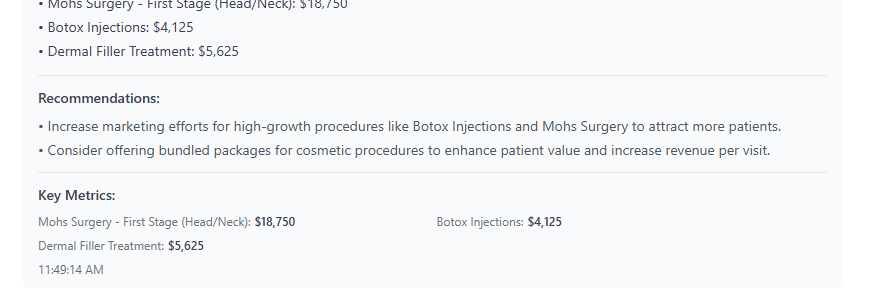 • Mohs Surgery - First Stage (Head/Neck): $18,750
• Botox Injections: $4,125
• Dermal Filler Treatment: $5,625
Recommendations:
• Increase marketing efforts for high-growth procedures like Botox Injections and Mohs Surgery to attract more patients.
• Consider offering bundled packages for cosmetic procedures to enhance patient value and increase revenue per visit.
Key Metrics:
Mohs Surgery - First Stage (Head/Neck): $18,750
Botox Injections: $4,125
Dermal Filler Treatment: $5,625
11:49:14 AM